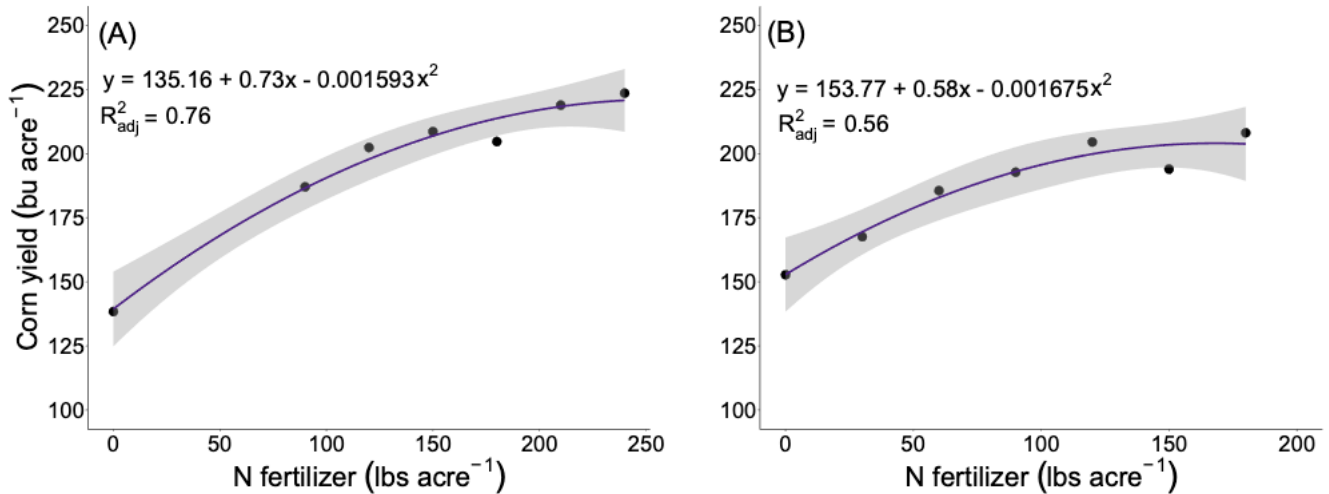 (A)
y = 135.16 + 0.73x - 0.001593x²
R²adj = 0.76
Corn yield (bu acre⁻¹)
250
225
200
175
150
125
100
0 50 100 150 200 250
N fertilizer (lbs acre⁻¹)
(B)
y = 153.77 + 0.58x - 0.001675x²
R²adj = 0.56
250
225
200
175
150
125
100
0 50 100 150 200
N fertilizer (lbs acre⁻¹)